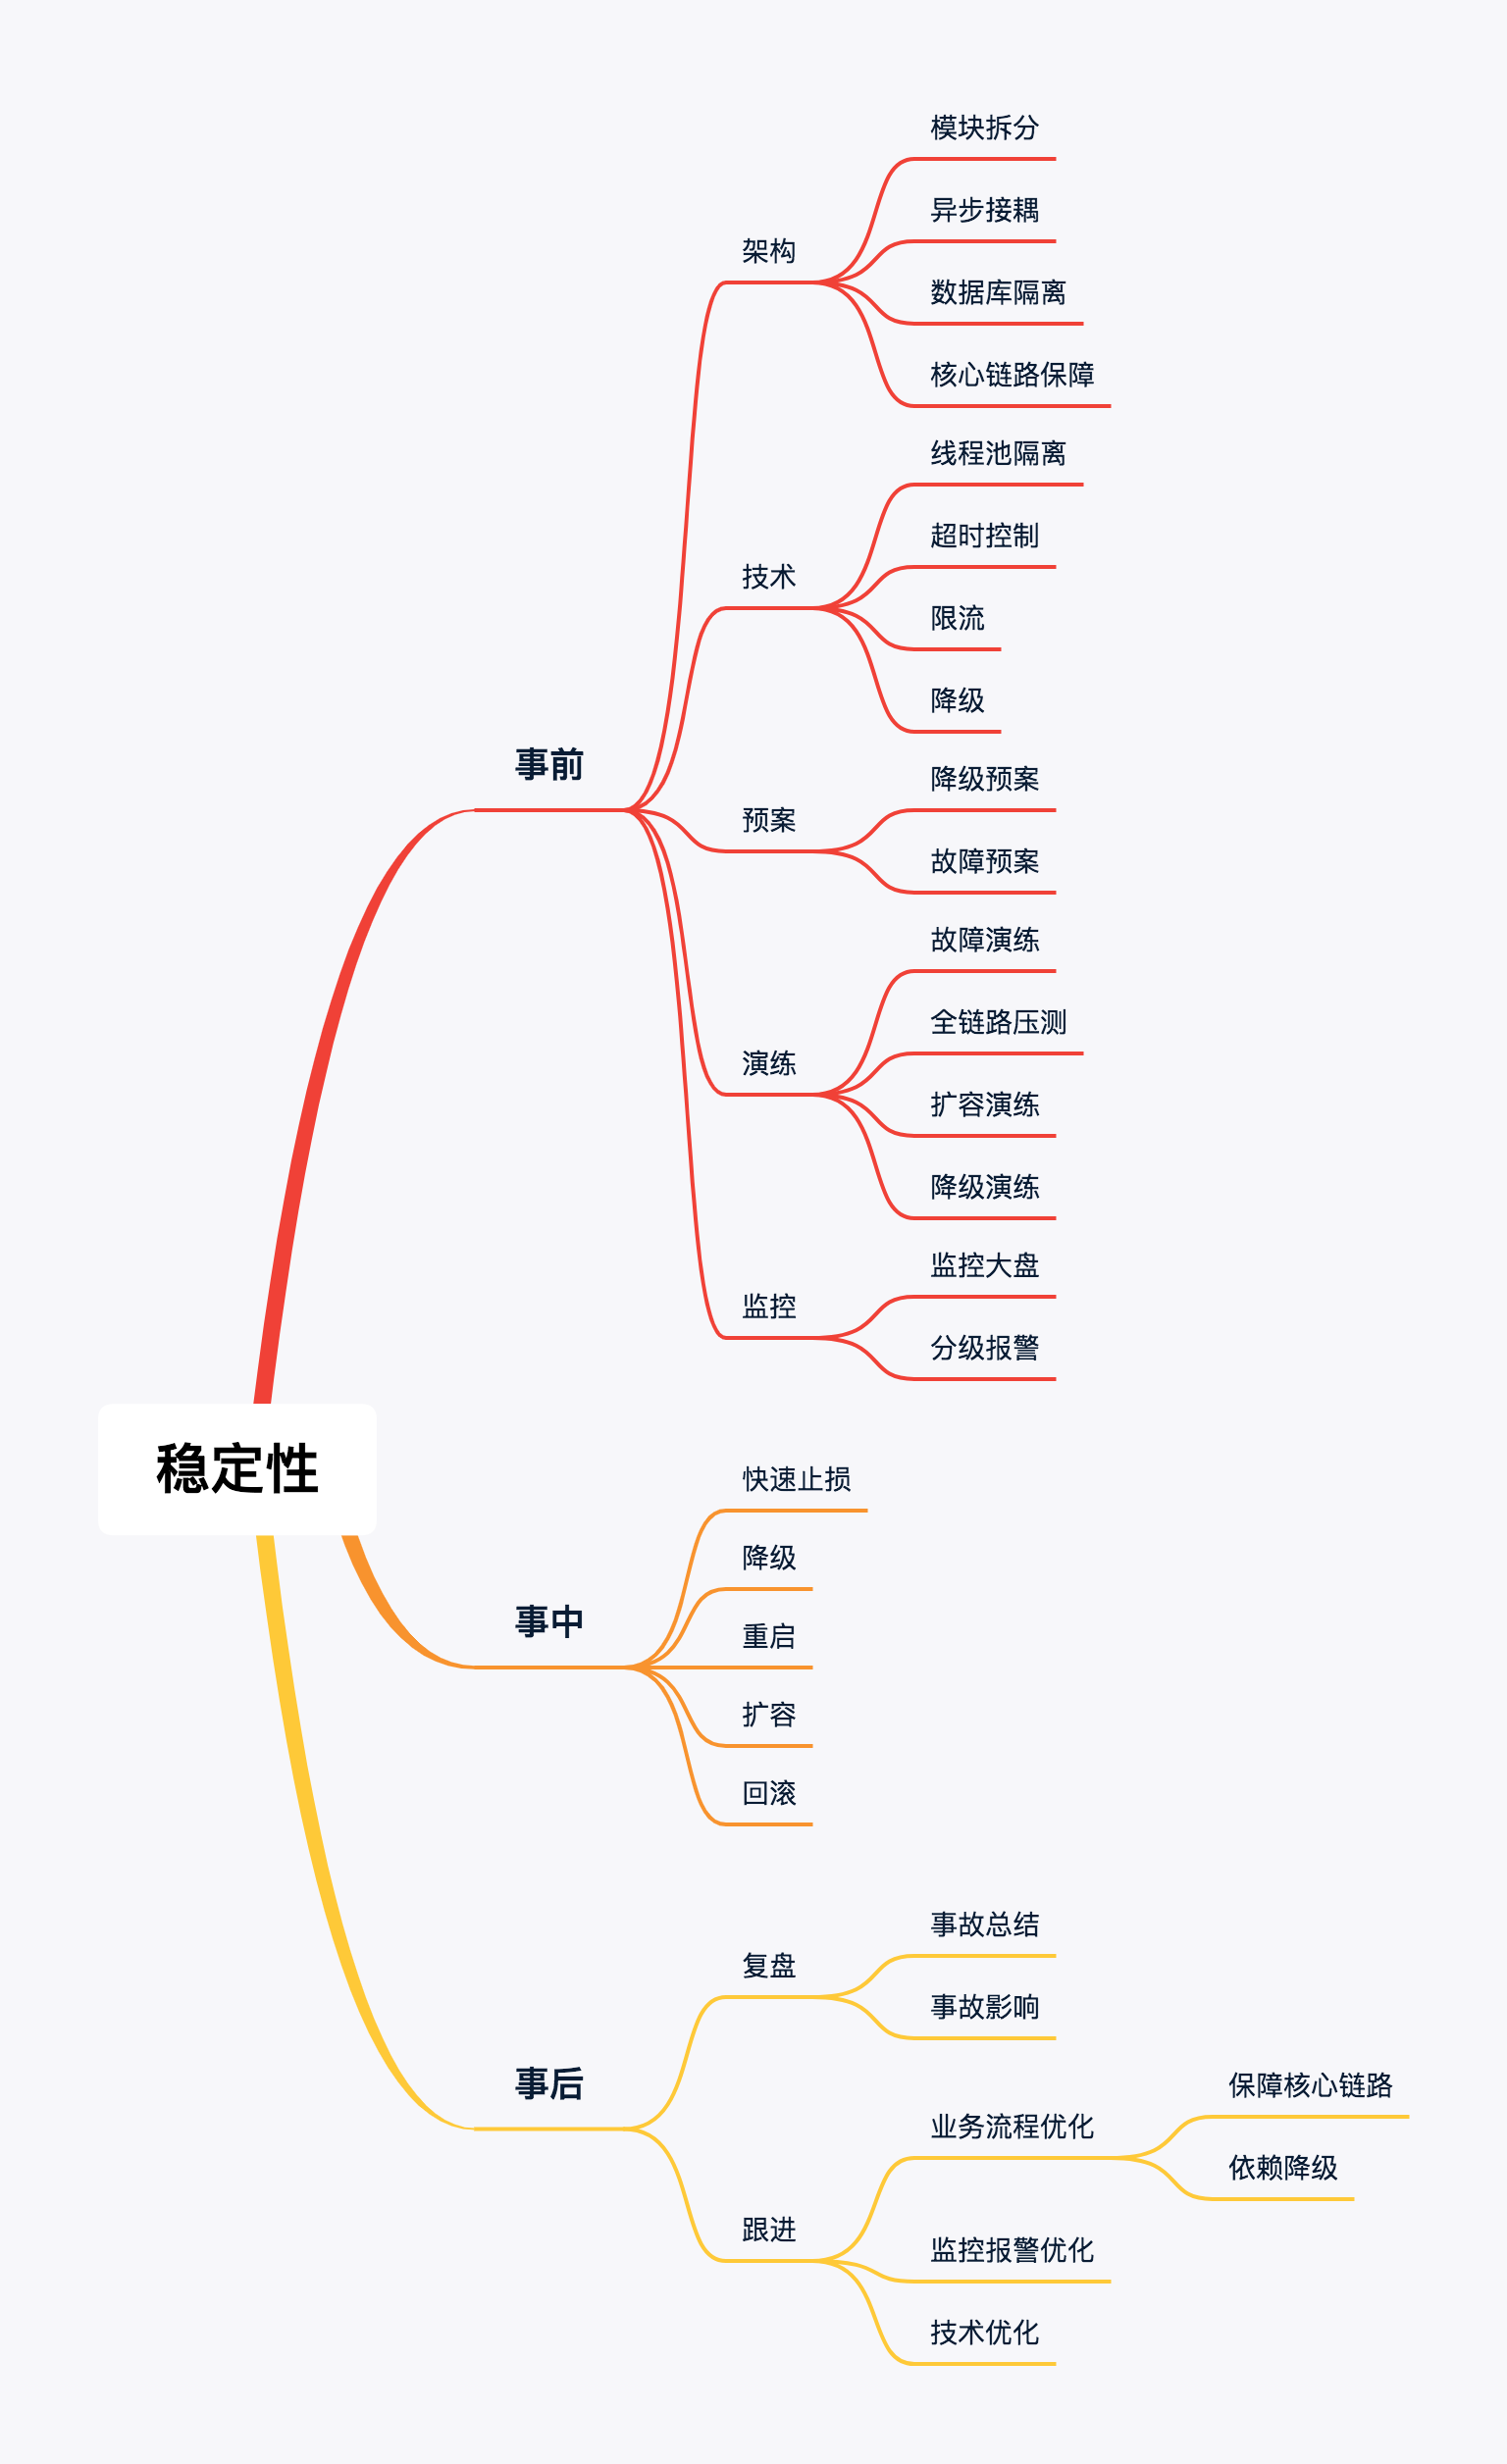 稳定性
事前
架构
模块拆分
异步接耦
数据库隔离
核心链路保障
技术
线程池隔离
超时控制
限流
降级
预案
降级预案
故障预案
演练
故障演练
全链路压测
扩容演练
降级演练
监控
监控大盘
分级报警
事中
快速止损
降级
重启
扩容
回滚
事后
复盘
事故总结
事故影响
跟进
业务流程优化
保障核心链路
依赖降级
监控报警优化
技术优化